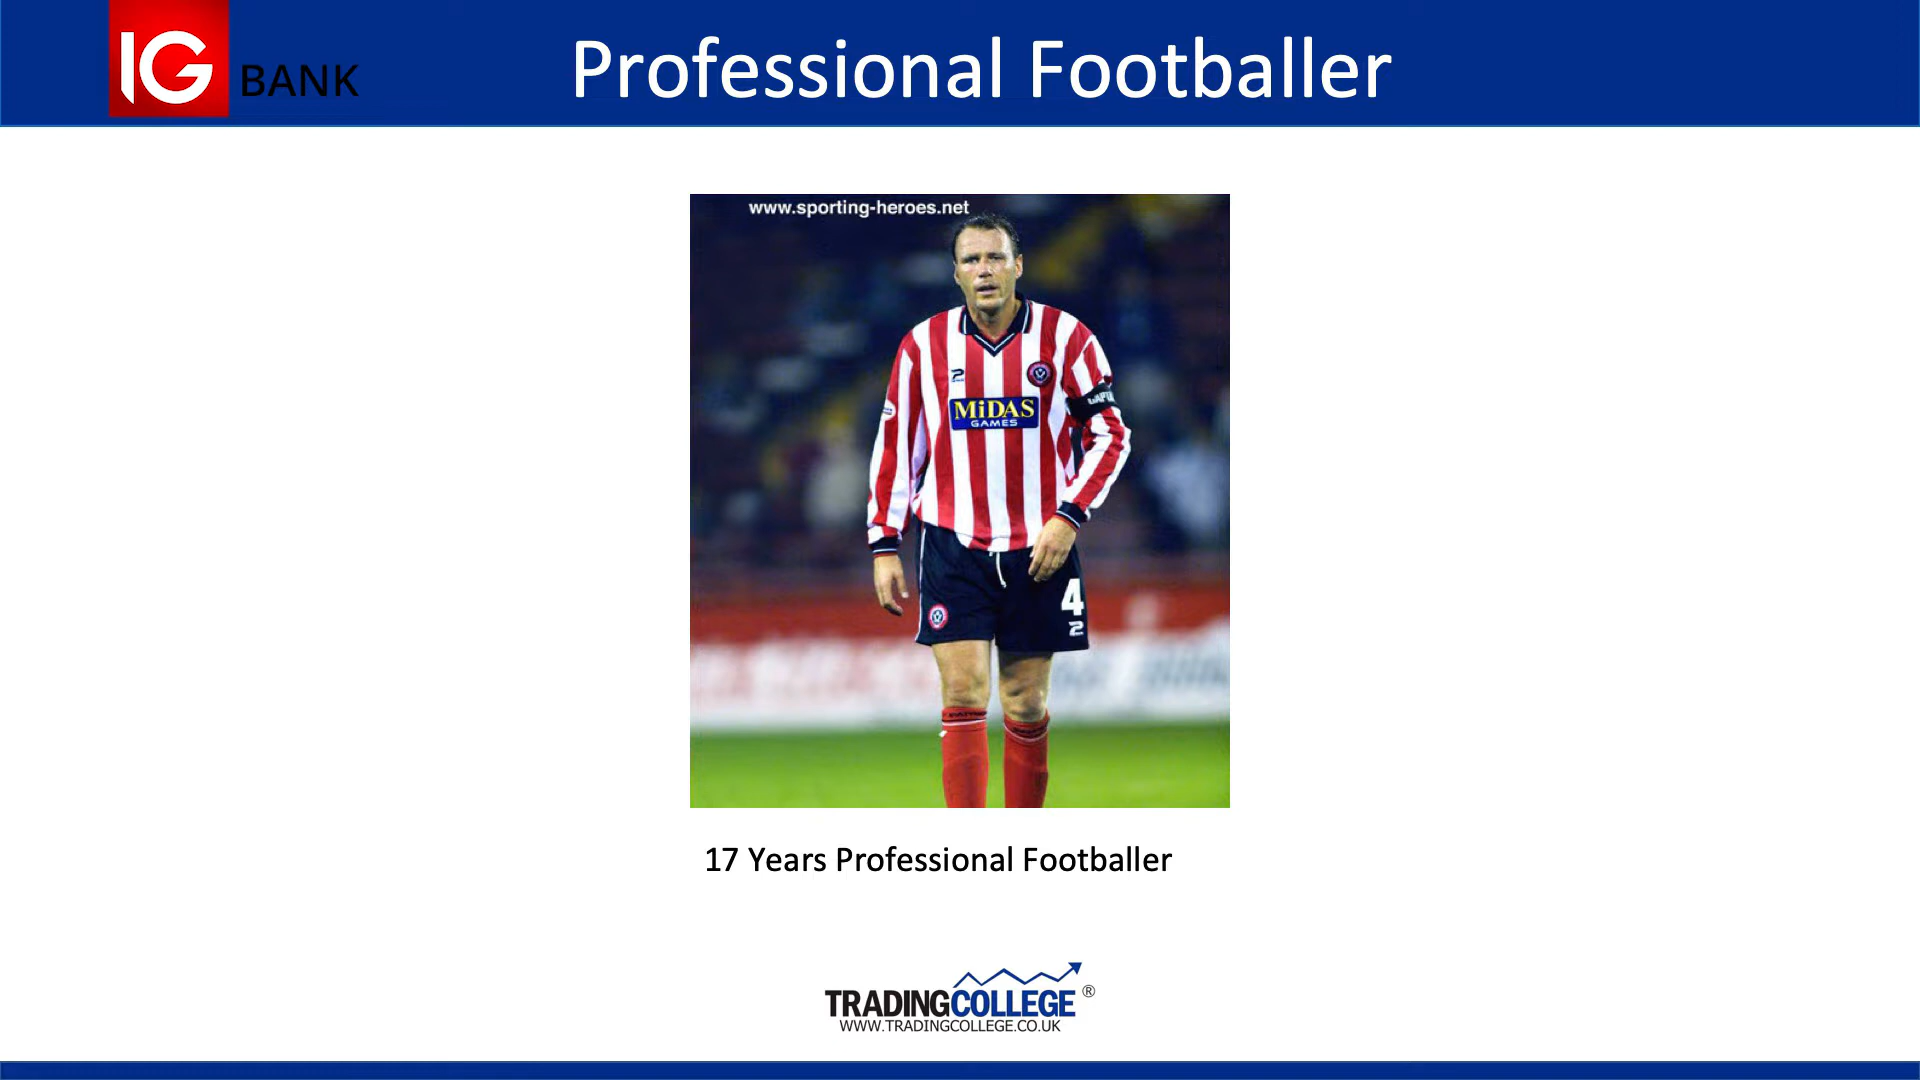 IG BANK
Professional Footballer
www.sporting-heroes.net
MiDAS
GAMES
4
2
17 Years Professional Footballer
TRADINGCOLLEGE ®
WWW.TRADINGCOLLEGE.CO.UK